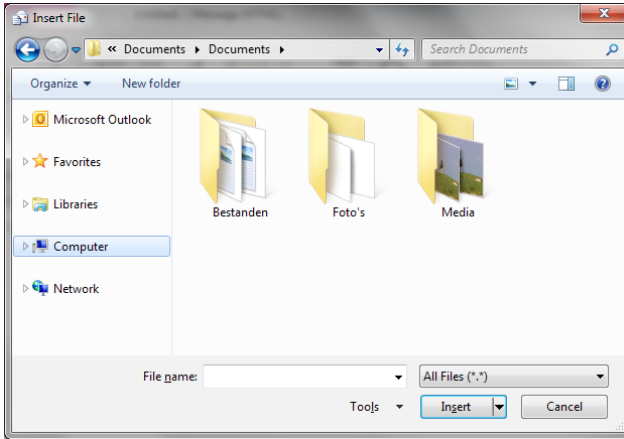 Insert File
« Documents Documents
Search Documents
Organize New folder
Microsoft Outlook
Favorites
Libraries
Computer
Network
Bestanden Foto's Media
File name:
All Files (*.*)
Tools Insert Cancel